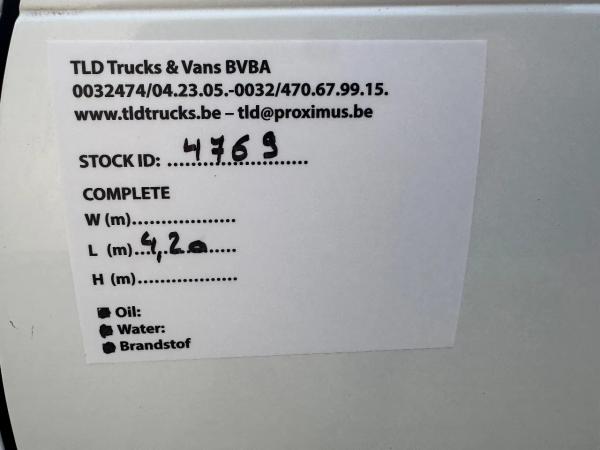 TLD Trucks & Vans BVBA
0032474/04.23.05.-0032/470.67.99.15.
www.tldtrucks.be – tld@proximus.be
STOCK ID: 4769
COMPLETE
W (m)..................
L (m)...4,20.....
H (m)..................
Oil:
Water:
Brandstof